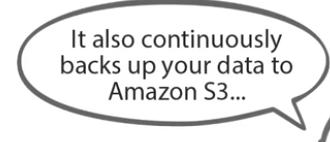 It also continuously
backs up your data to
Amazon S3...